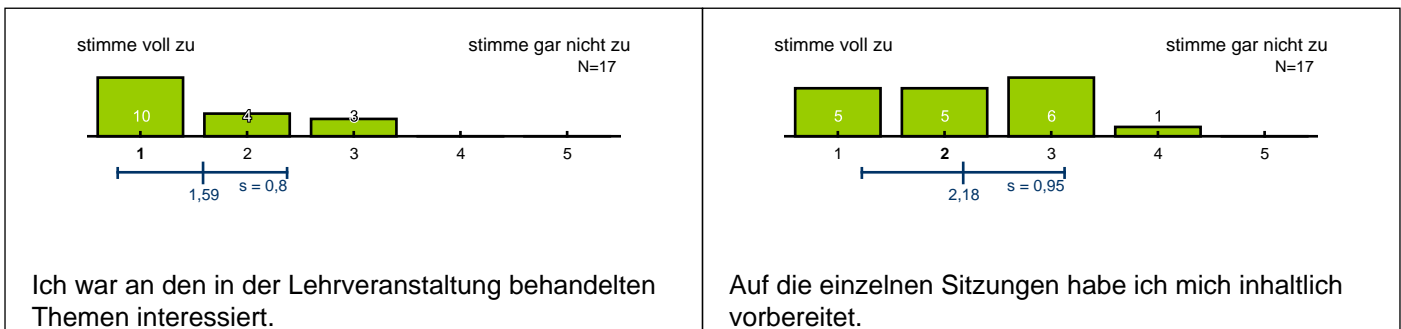 stimme voll zu stimme gar nicht zu
N=17
10 4 3
1 2 3 4 5
s = 0,8
1,59
Ich war an den in der Lehrveranstaltung behandelten
Themen interessiert.
stimme voll zu stimme gar nicht zu
N=17
5 5 6 1
1 2 3 4 5
s = 0,95
2,18
Auf die einzelnen Sitzungen habe ich mich inhaltlich
vorbereitet.